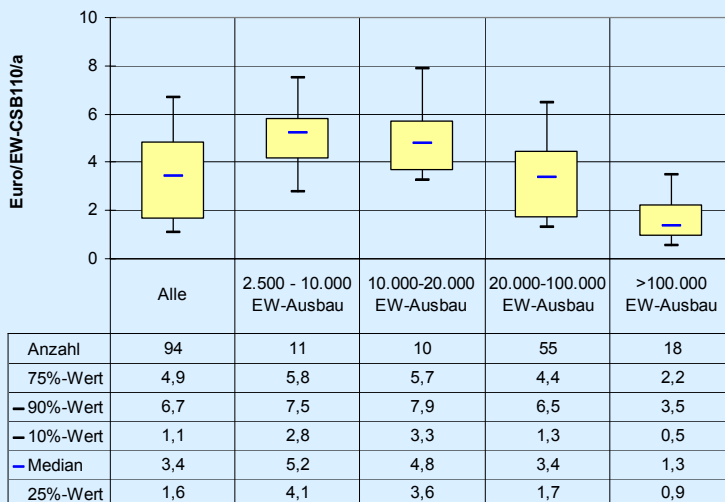 Euro/EW-CSB110/a
10
8
6
4
2
0
Alle
2.500 - 10.000 EW-Ausbau
10.000-20.000 EW-Ausbau
20.000-100.000 EW-Ausbau
>100.000 EW-Ausbau
Anzahl 94 11 10 55 18
75%-Wert 4,9 5,8 5,7 4,4 2,2
90%-Wert 6,7 7,5 7,9 6,5 3,5
10%-Wert 1,1 2,8 3,3 1,3 0,5
Median 3,4 5,2 4,8 3,4 1,3
25%-Wert 1,6 4,1 3,6 1,7 0,9